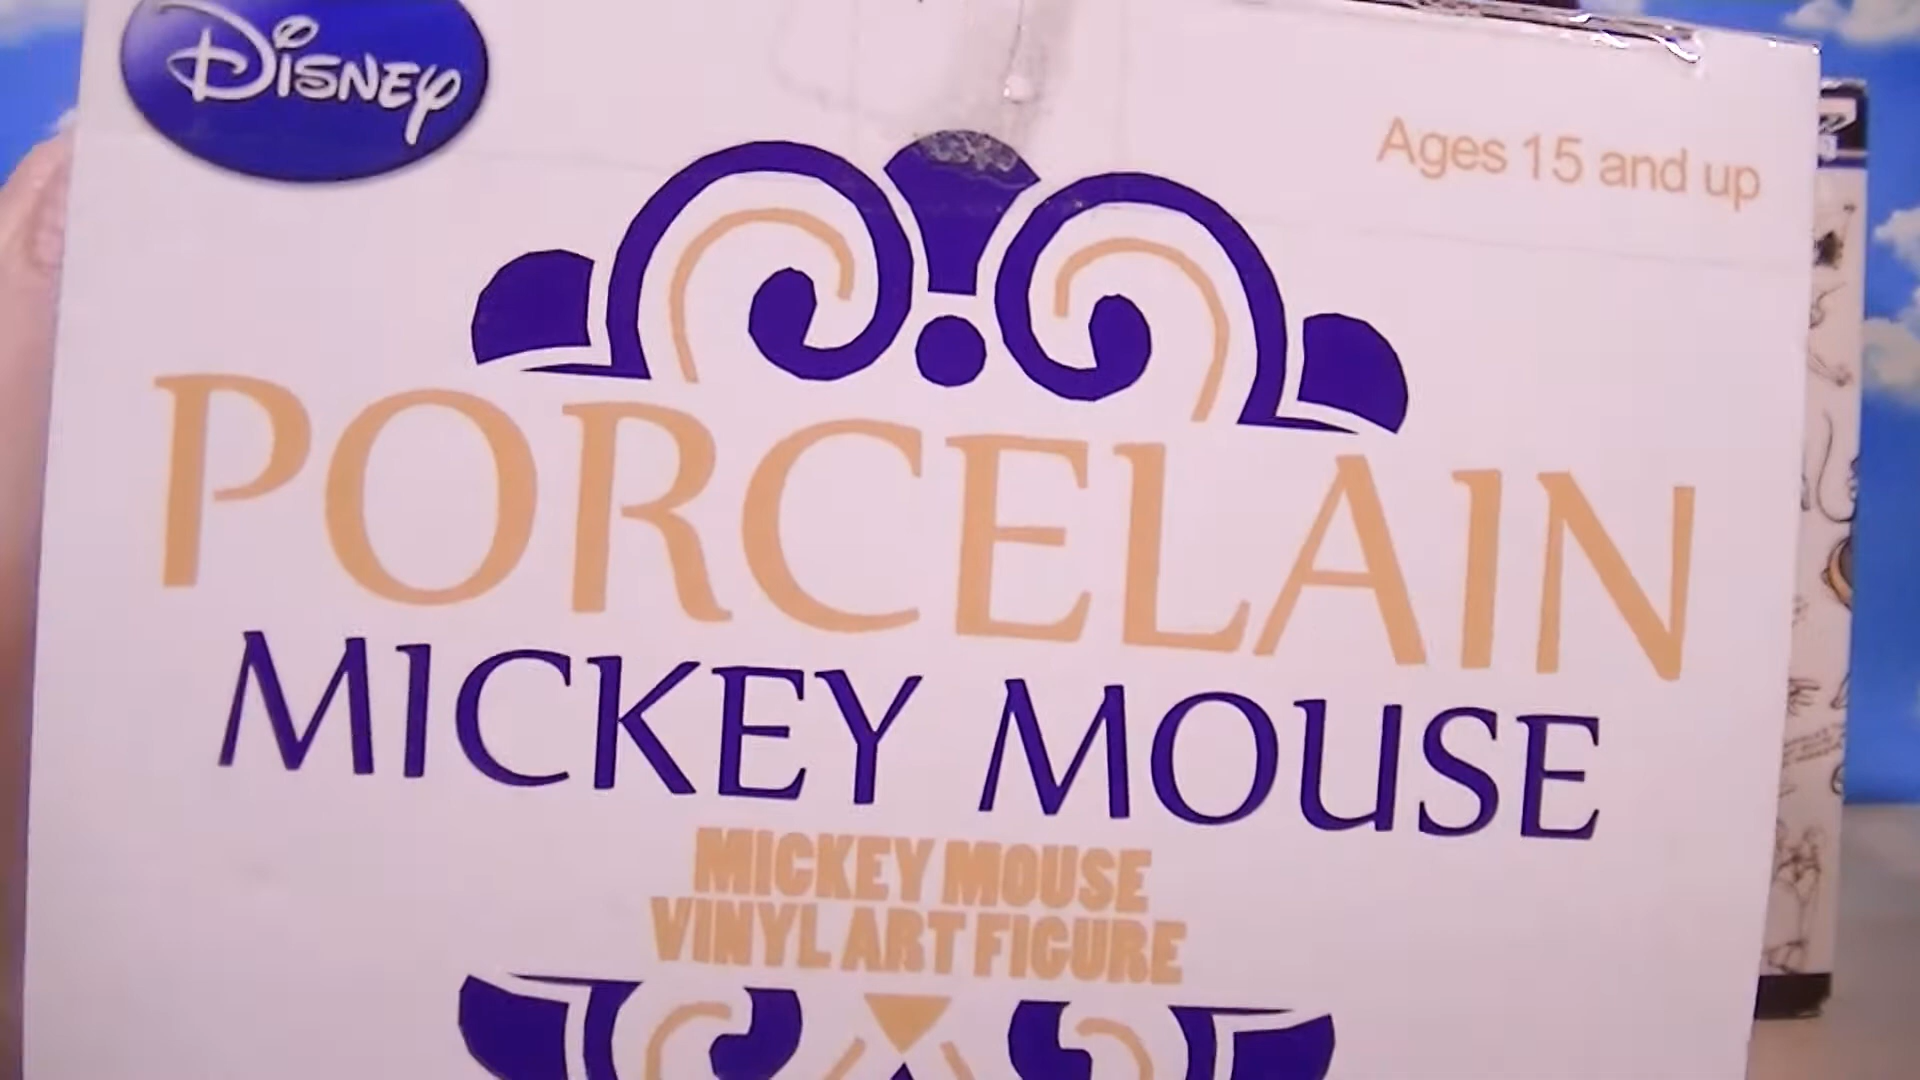 DISNEY
Ages 15 and up
PORCELAIN
MICKEY MOUSE
MICKEY MOUSE
VINYL ART FIGURE